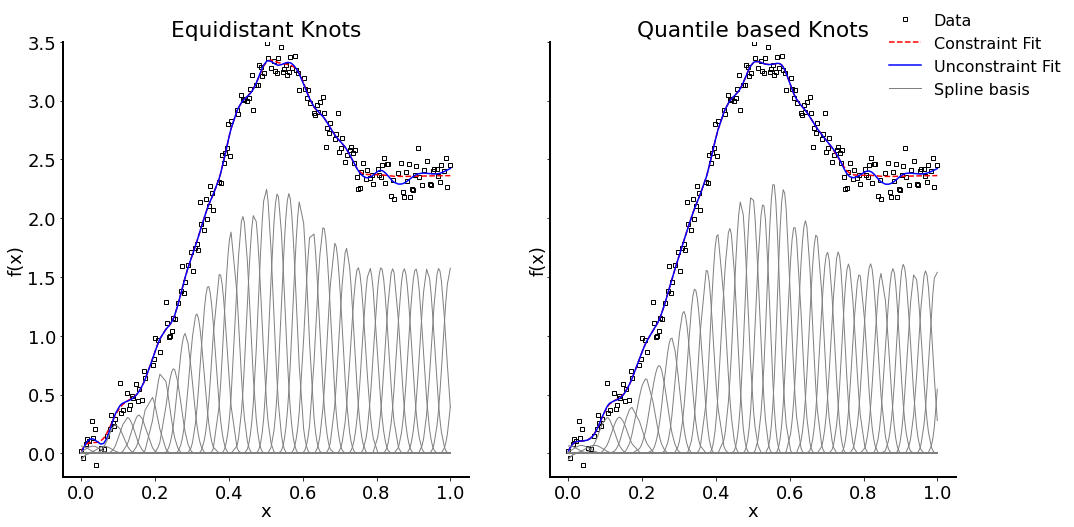 Equidistant Knots
Quantile based Knots
Data
Constraint Fit
Unconstraint Fit
Spline basis
f(x)
3.5
3.0
2.5
2.0
1.5
1.0
0.5
0.0
0.0 0.2 0.4 0.6 0.8 1.0
x
f(x)
0.0 0.2 0.4 0.6 0.8 1.0
x